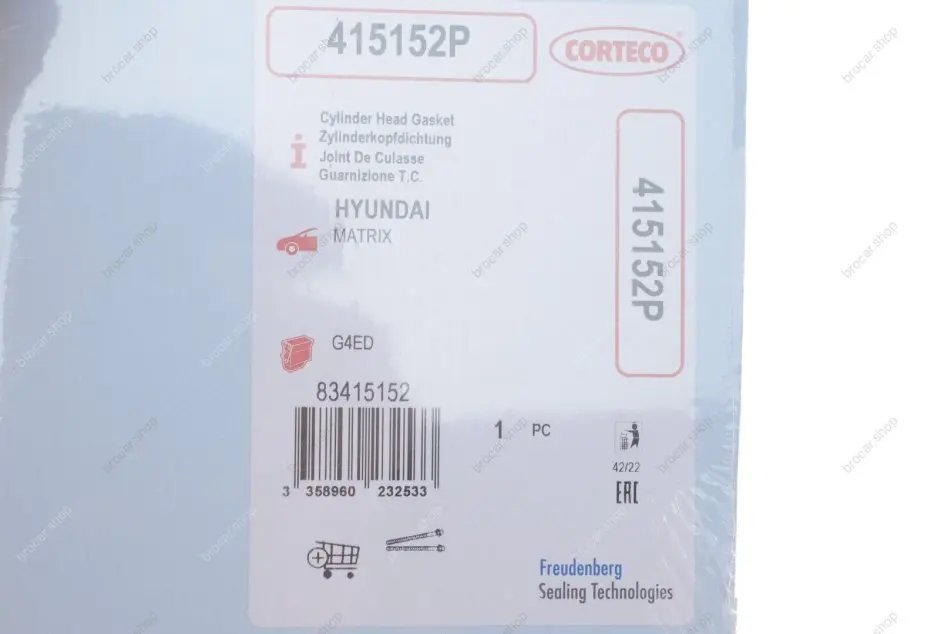 415152P
CORTECO
Cylinder Head Gasket
Zylinderkopfdichtung
Joint De Culasse
Guarnizione T.C.
HYUNDAI
MATRIX
415152P
G4ED
83415152
1 PC
3 358960 232533
42/22
EAC
Freudenberg
Sealing Technologies
brocar.shop